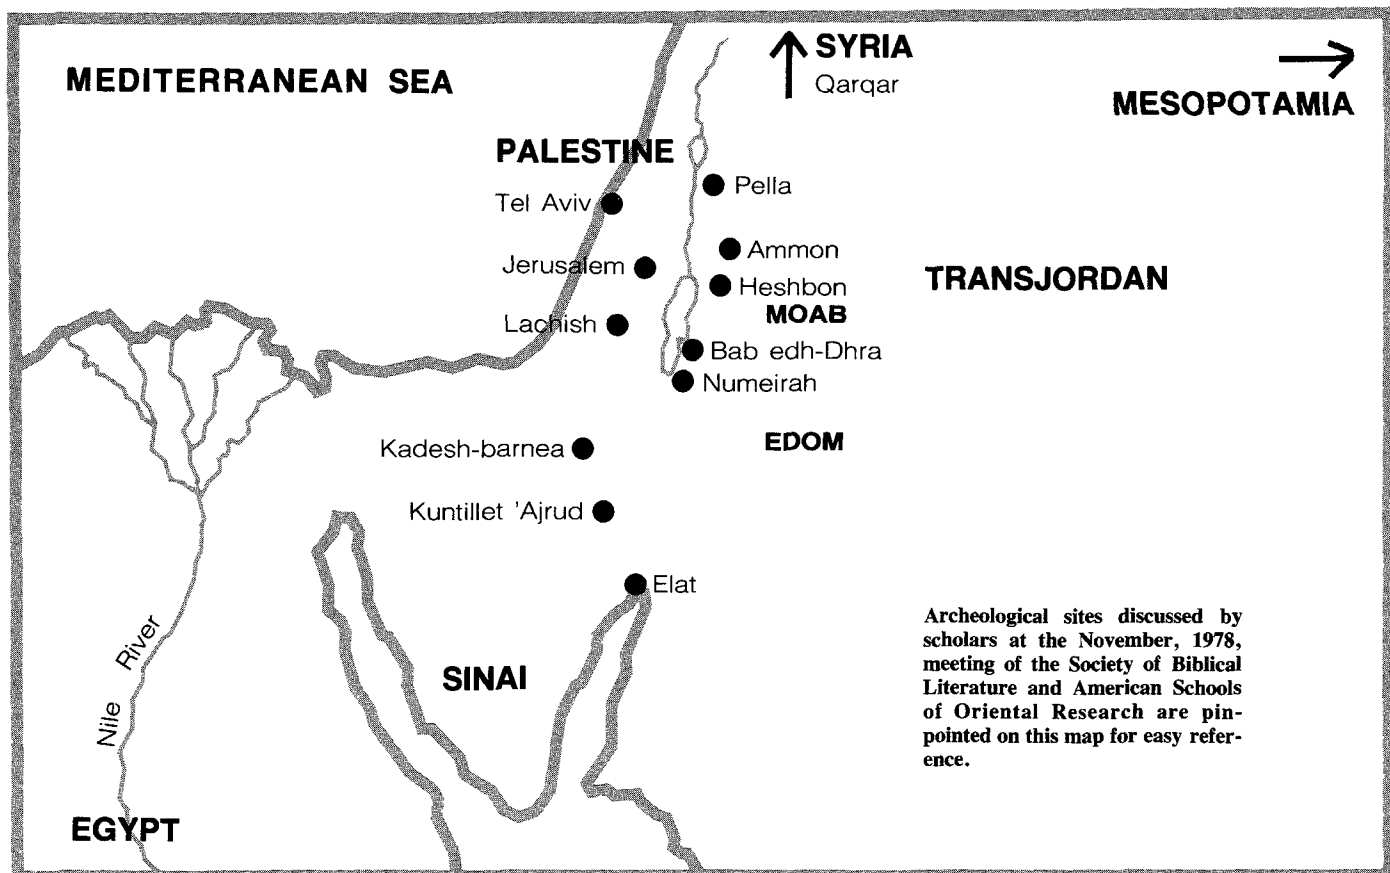 MEDITERRANEAN SEA
SYRIA
Qarqar
MESOPOTAMIA
PALESTINE
Tel Aviv
Pella
Jerusalem
Ammon
Heshbon
TRANSJORDAN
MOAB
Lachish
Bab edh-Dhra
Numeirah
EDOM
Kadesh-barnea
Kuntillet 'Ajrud
Elat
SINAI
Nile River
EGYPT
Archeological sites discussed by
scholars at the November, 1978,
meeting of the Society of Biblical
Literature and American Schools
of Oriental Research are pin-
pointed on this map for easy refer-
ence.